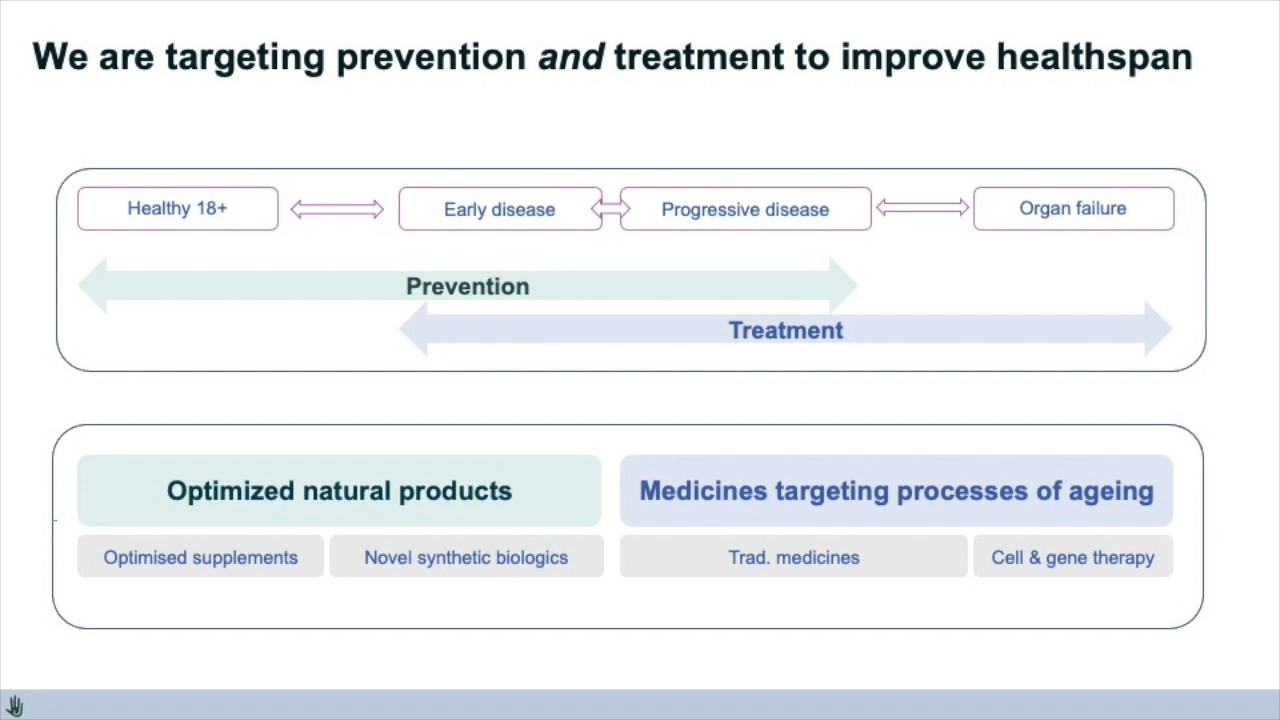 We are targeting prevention and treatment to improve healthspan
Healthy 18+
Early disease
Progressive disease
Organ failure
Prevention
Treatment
Optimized natural products
Medicines targeting processes of ageing
Optimised supplements
Novel synthetic biologics
Trad. medicines
Cell & gene therapy